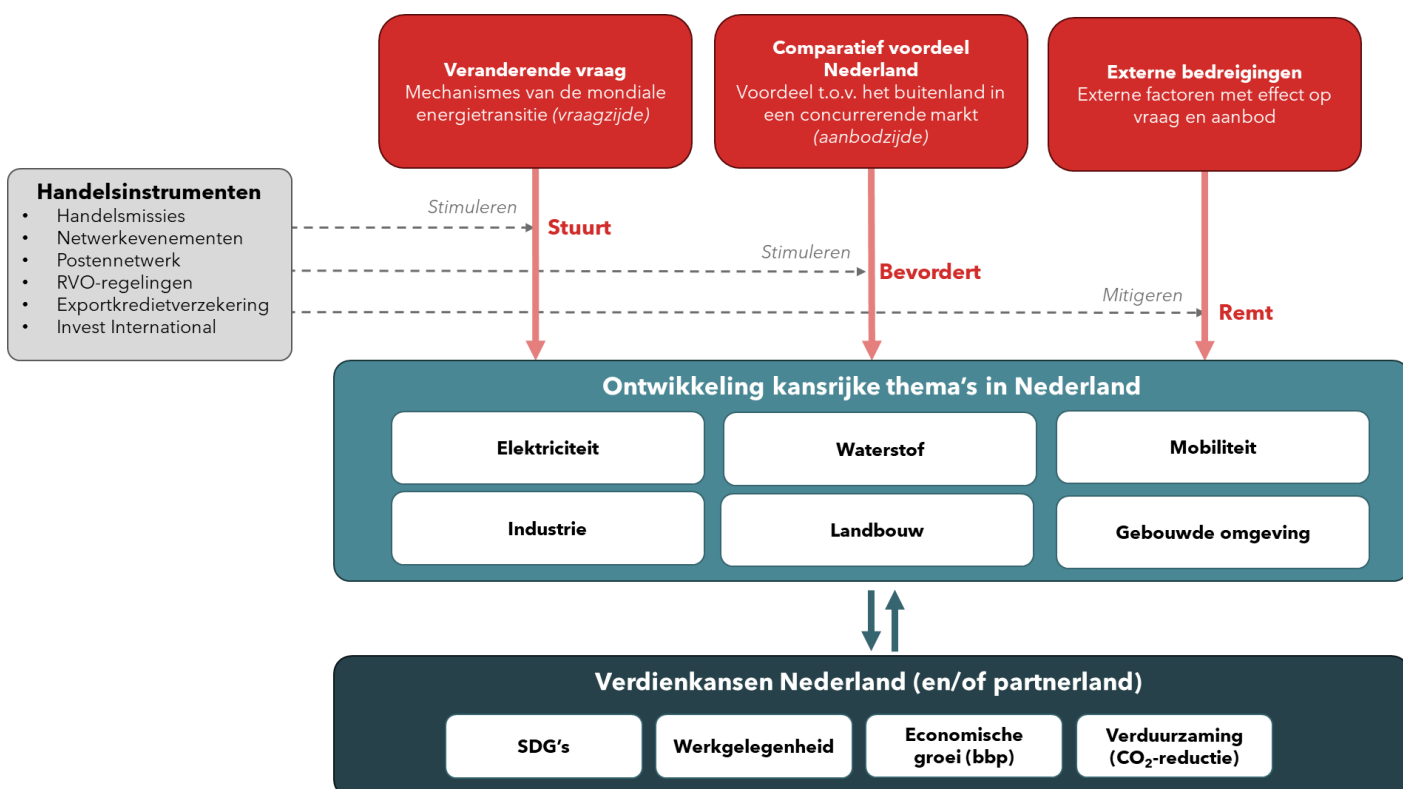 Veranderende vraag
Mechanismes van de mondiale
energietransitie (vraagzijde)
Comparatief voordeel
Nederland
Voordeel t.o.v. het buitenland in
een concurrerende markt
(aanbodzijde)
Externe bedreigingen
Externe factoren met effect op
vraag en aanbod
Handelsinstrumenten
• Handelsmissies
• Netwerkevenementen
• Postennetwerk
• RVO-regelingen
• Exportkredietverzekering
• Invest International
Stimuleren
Stuurt
Stimuleren
Bevordert
Mitigeren
Remt
Ontwikkeling kansrijke thema's in Nederland
Elektriciteit
Waterstof
Mobiliteit
Industrie
Landbouw
Gebouwde omgeving
Verdienkansen Nederland (en/of partnerland)
SDG's
Werkgelegenheid
Economische
groei (bbp)
Verduurzaming
(CO₂-reductie)